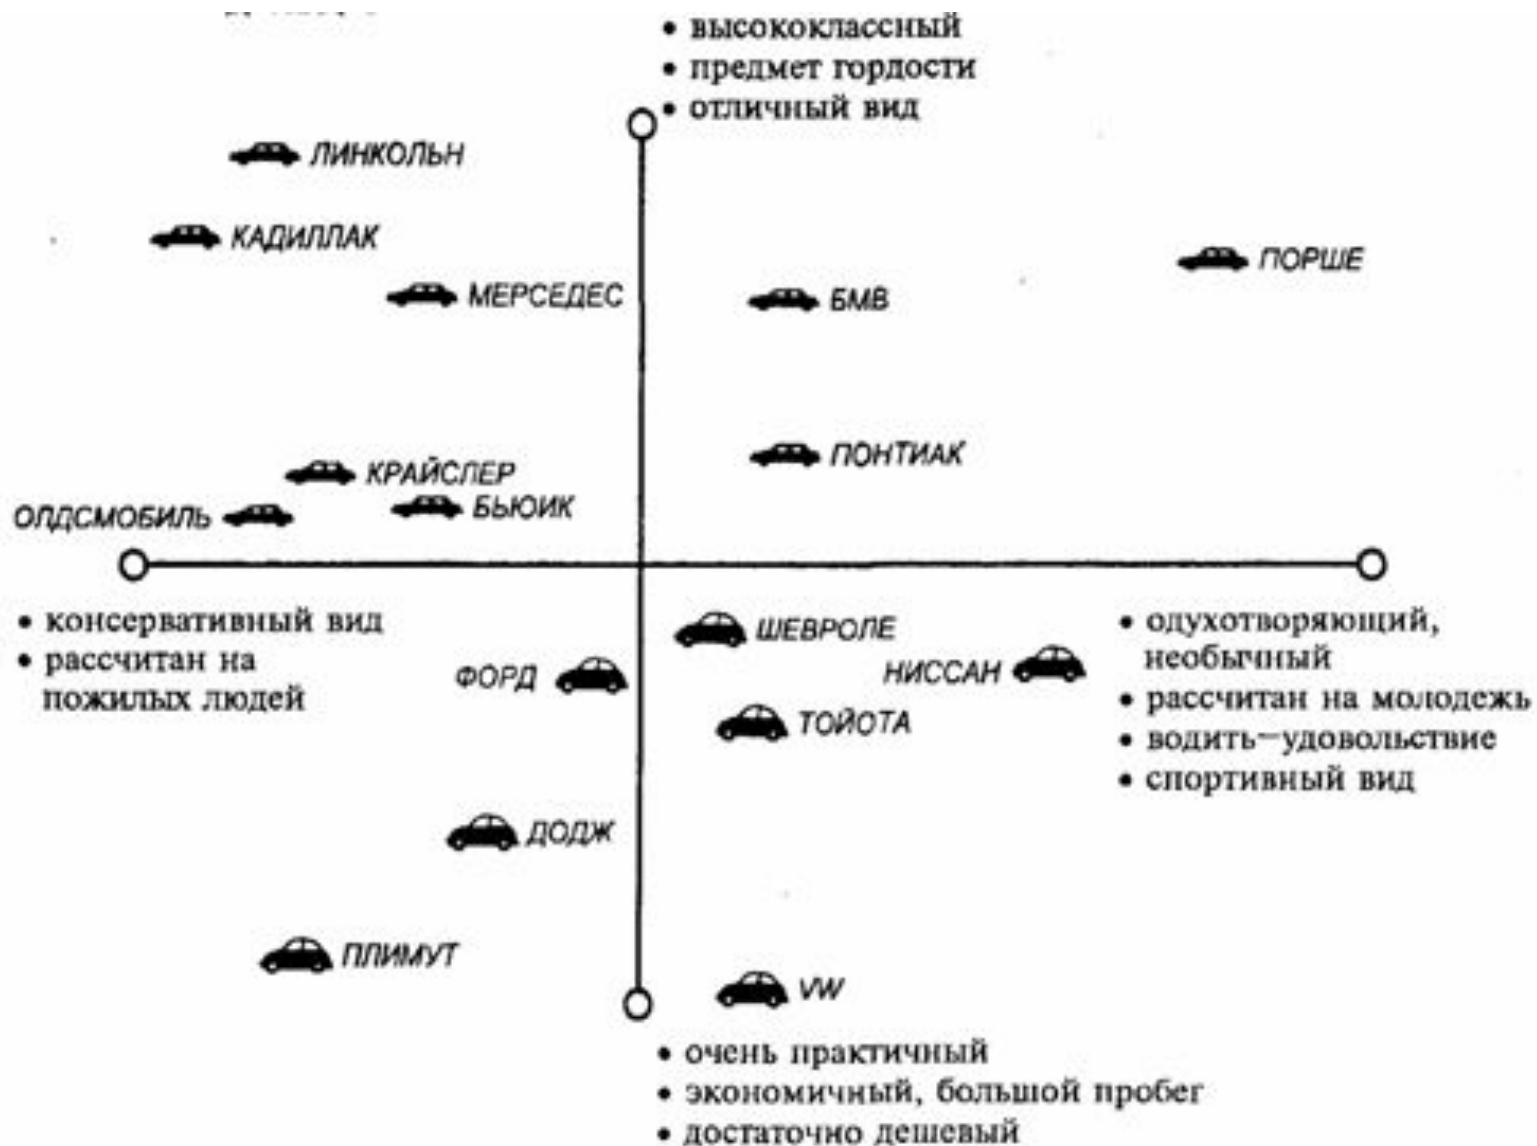 • высококлассный
• предмет гордости
• отличный вид
ЛИНКОЛЬН
КАДИЛЛАК
МЕРСЕДЕС
БМВ
ПОРШЕ
ПОНТИАК
КРАЙСЛЕР
БЬЮИК
ОЛДСМОБИЛЬ
• консервативный вид
• рассчитан на
пожилых людей
ШЕВРОЛЕ
ФОРД
НИССАН
ТОЙОТА
• одухотворяющий,
необычный
• рассчитан на молодежь
• водить—удовольствие
• спортивный вид
ДОДЖ
ПЛИМУТ
VW
• очень практичный
• экономичный, большой пробег
• достаточно дешевый